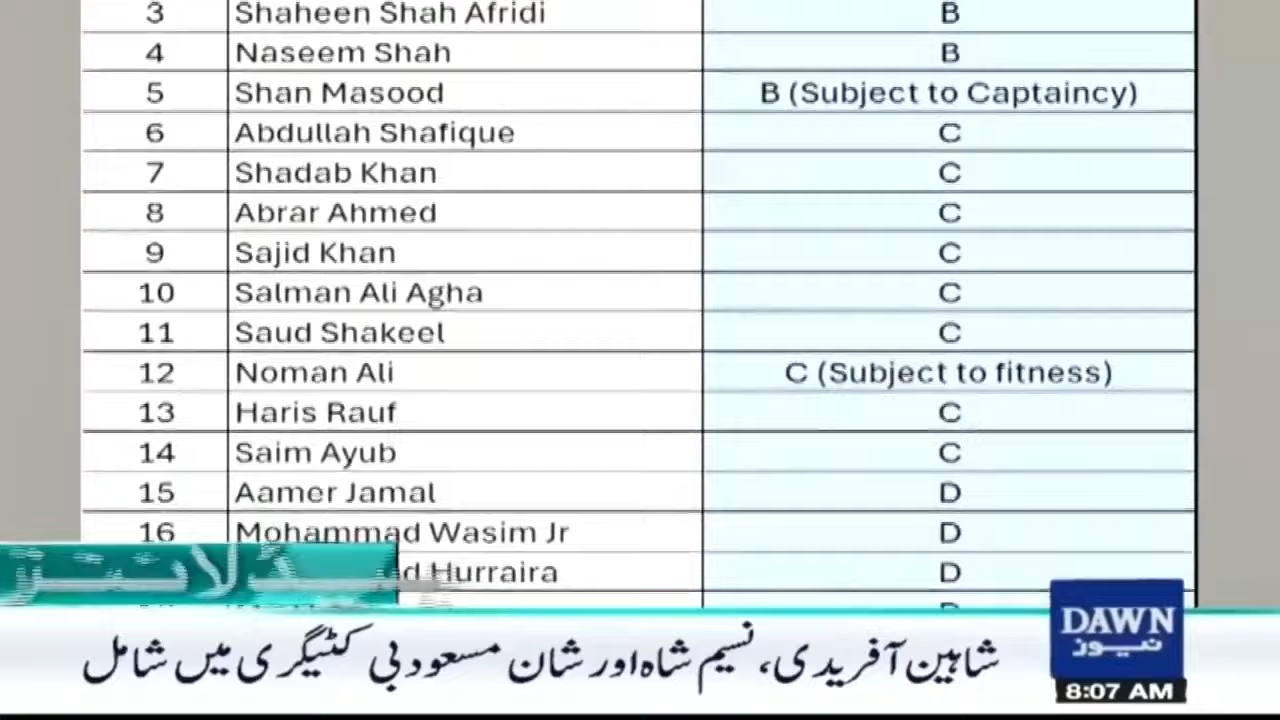 3 Shaheen Shah Afridi B
4 Naseem Shah B
5 Shan Masood B (Subject to Captaincy)
6 Abdullah Shafique C
7 Shadab Khan C
8 Abrar Ahmed C
9 Sajid Khan C
10 Salman Ali Agha C
11 Saud Shakeel C
12 Noman Ali C (Subject to fitness)
13 Haris Rauf C
14 Saim Ayub C
15 Aamer Jamal D
16 Mohammad Wasim Jr D
d Hurraira D
شاہین آفریدی، نسیم شاہ اور شان مسعود بی کٹیگری میں شامل
DAWN
نیوز
8:07 AM